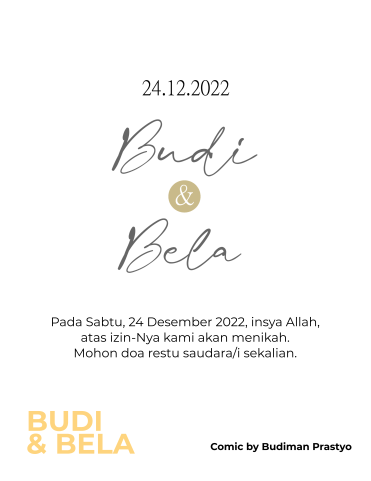 24.12.2022
Budi
&
Bela
Pada Sabtu, 24 Desember 2022, insya Allah,
atas izin-Nya kami akan menikah.
Mohon doa restu saudara/i sekalian.
BUDI
& BELA
Comic by Budiman Prastyo